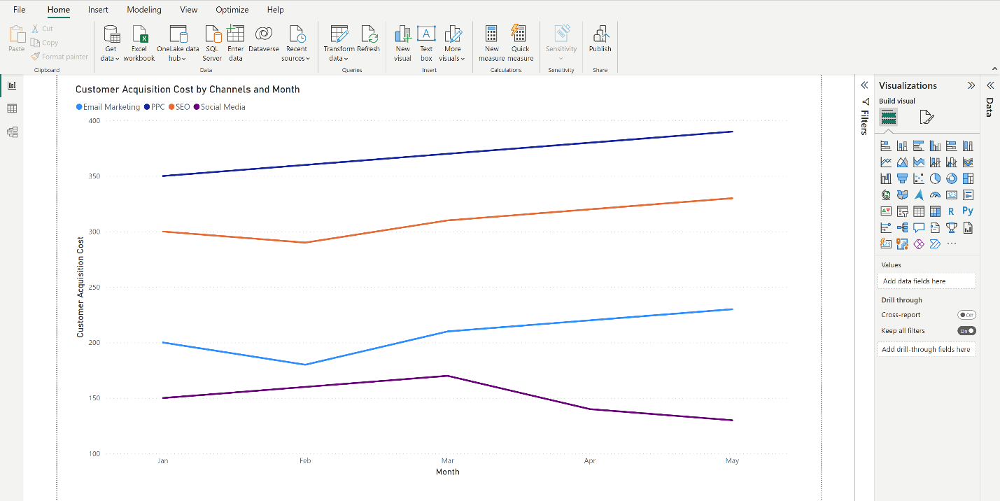 File Home Insert Modeling View Optimize Help
Paste
Cut
Copy
Format painter
Clipboard
Get data
Excel workbook
OneLake data hub
SQL Server
Enter data
Dataverse
Recent sources
Data
Transform data
Refresh
Queries
New visual
Text box
More visuals
Insert
New measure
Quick measure
Calculations
Sensitivity
Sensitivity
Publish
Share
Customer Acquisition Cost by Channels and Month
Email Marketing PPC SEO Social Media
400
350
300
250
200
150
100
Customer Acquisition Cost
Jan Feb Mar Apr May
Month
Filters
Visualizations
Build visual
123
R Py
123
Values
Add data fields here
Drill through
Cross-report Off
Keep all filters On
Add drill-through fields here
Data